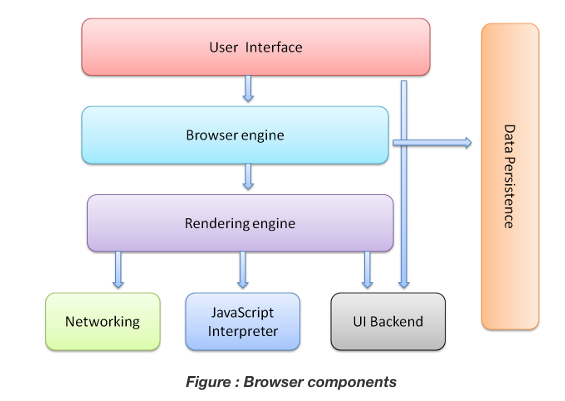 User Interface
Browser engine
Data Persistence
Rendering engine
Networking
JavaScript
Interpreter
UI Backend
Figure : Browser components